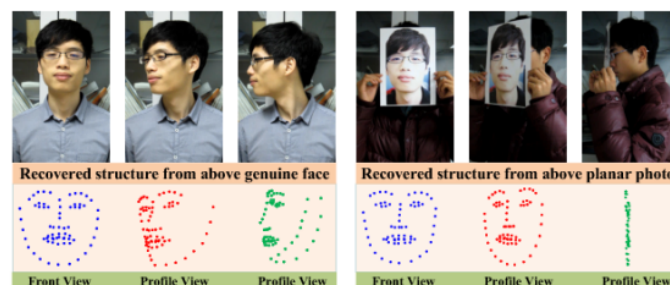 Recovered structure from above genuine face
Recovered structure from above planar photo
Front View
Profile View
Profile View
Front View
Profile View
Profile View